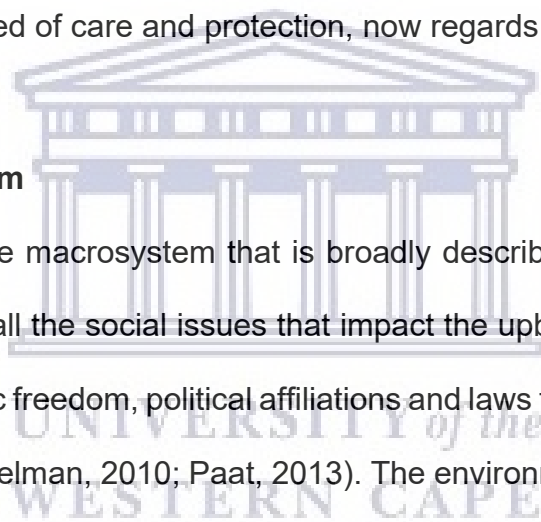 ed of care and protection, now regards
m
e macrosystem that is broadly describ
all the social issues that impact the upb
c freedom, political affiliations and laws
UNIVERSITY of the
elman, 2010; Paat, 2013). The environm
WESTERN CAPE